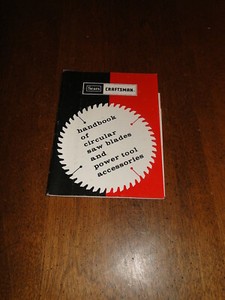 Sears CRAFTSMAN
handbook
of
circular
saw blades
and
power tool
accessories